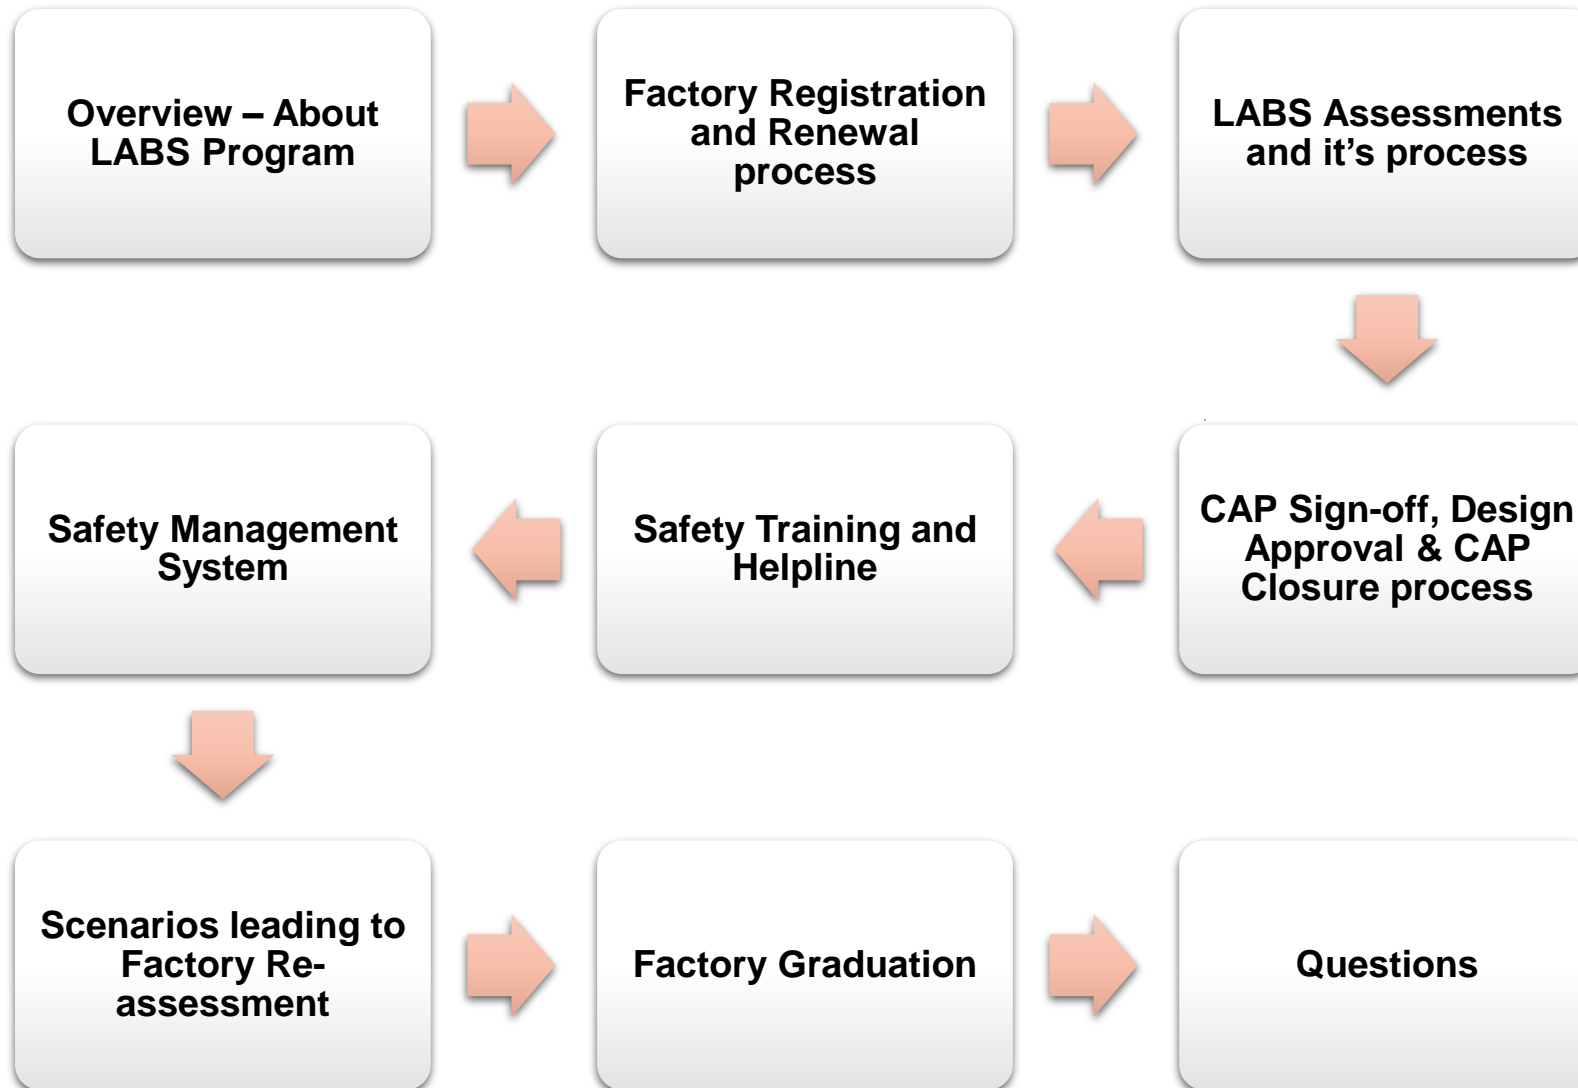 Overview – About
LABS Program
Factory Registration
and Renewal
process
LABS Assessments
and it’s process
CAP Sign-off, Design
Approval & CAP
Closure process
Safety Training and
Helpline
Safety Management
System
Scenarios leading to
Factory Re-
assessment
Factory Graduation
Questions